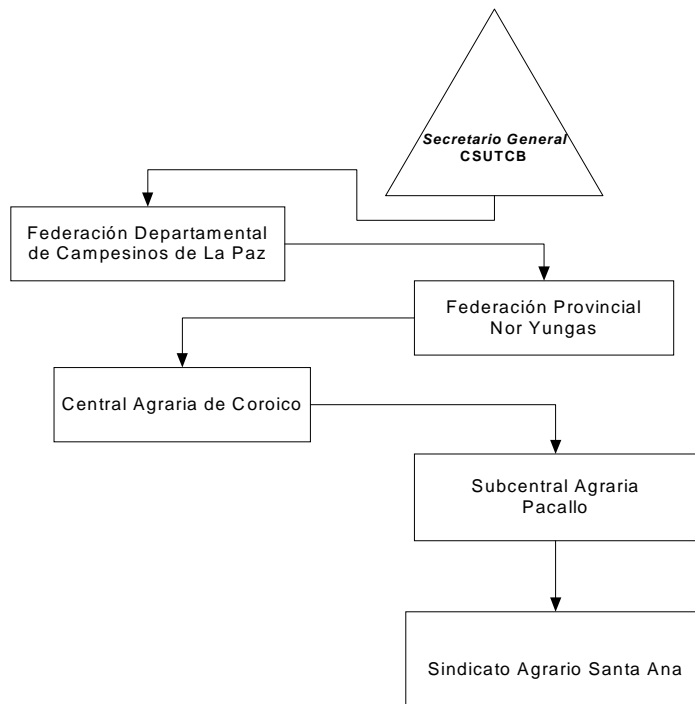 Secretario General
CSUTCB
Federación Departamental
de Campesinos de La Paz
Federación Provincial
Nor Yungas
Central Agraria de Coroico
Subcentral Agraria
Pacallo
Sindicato Agrario Santa Ana